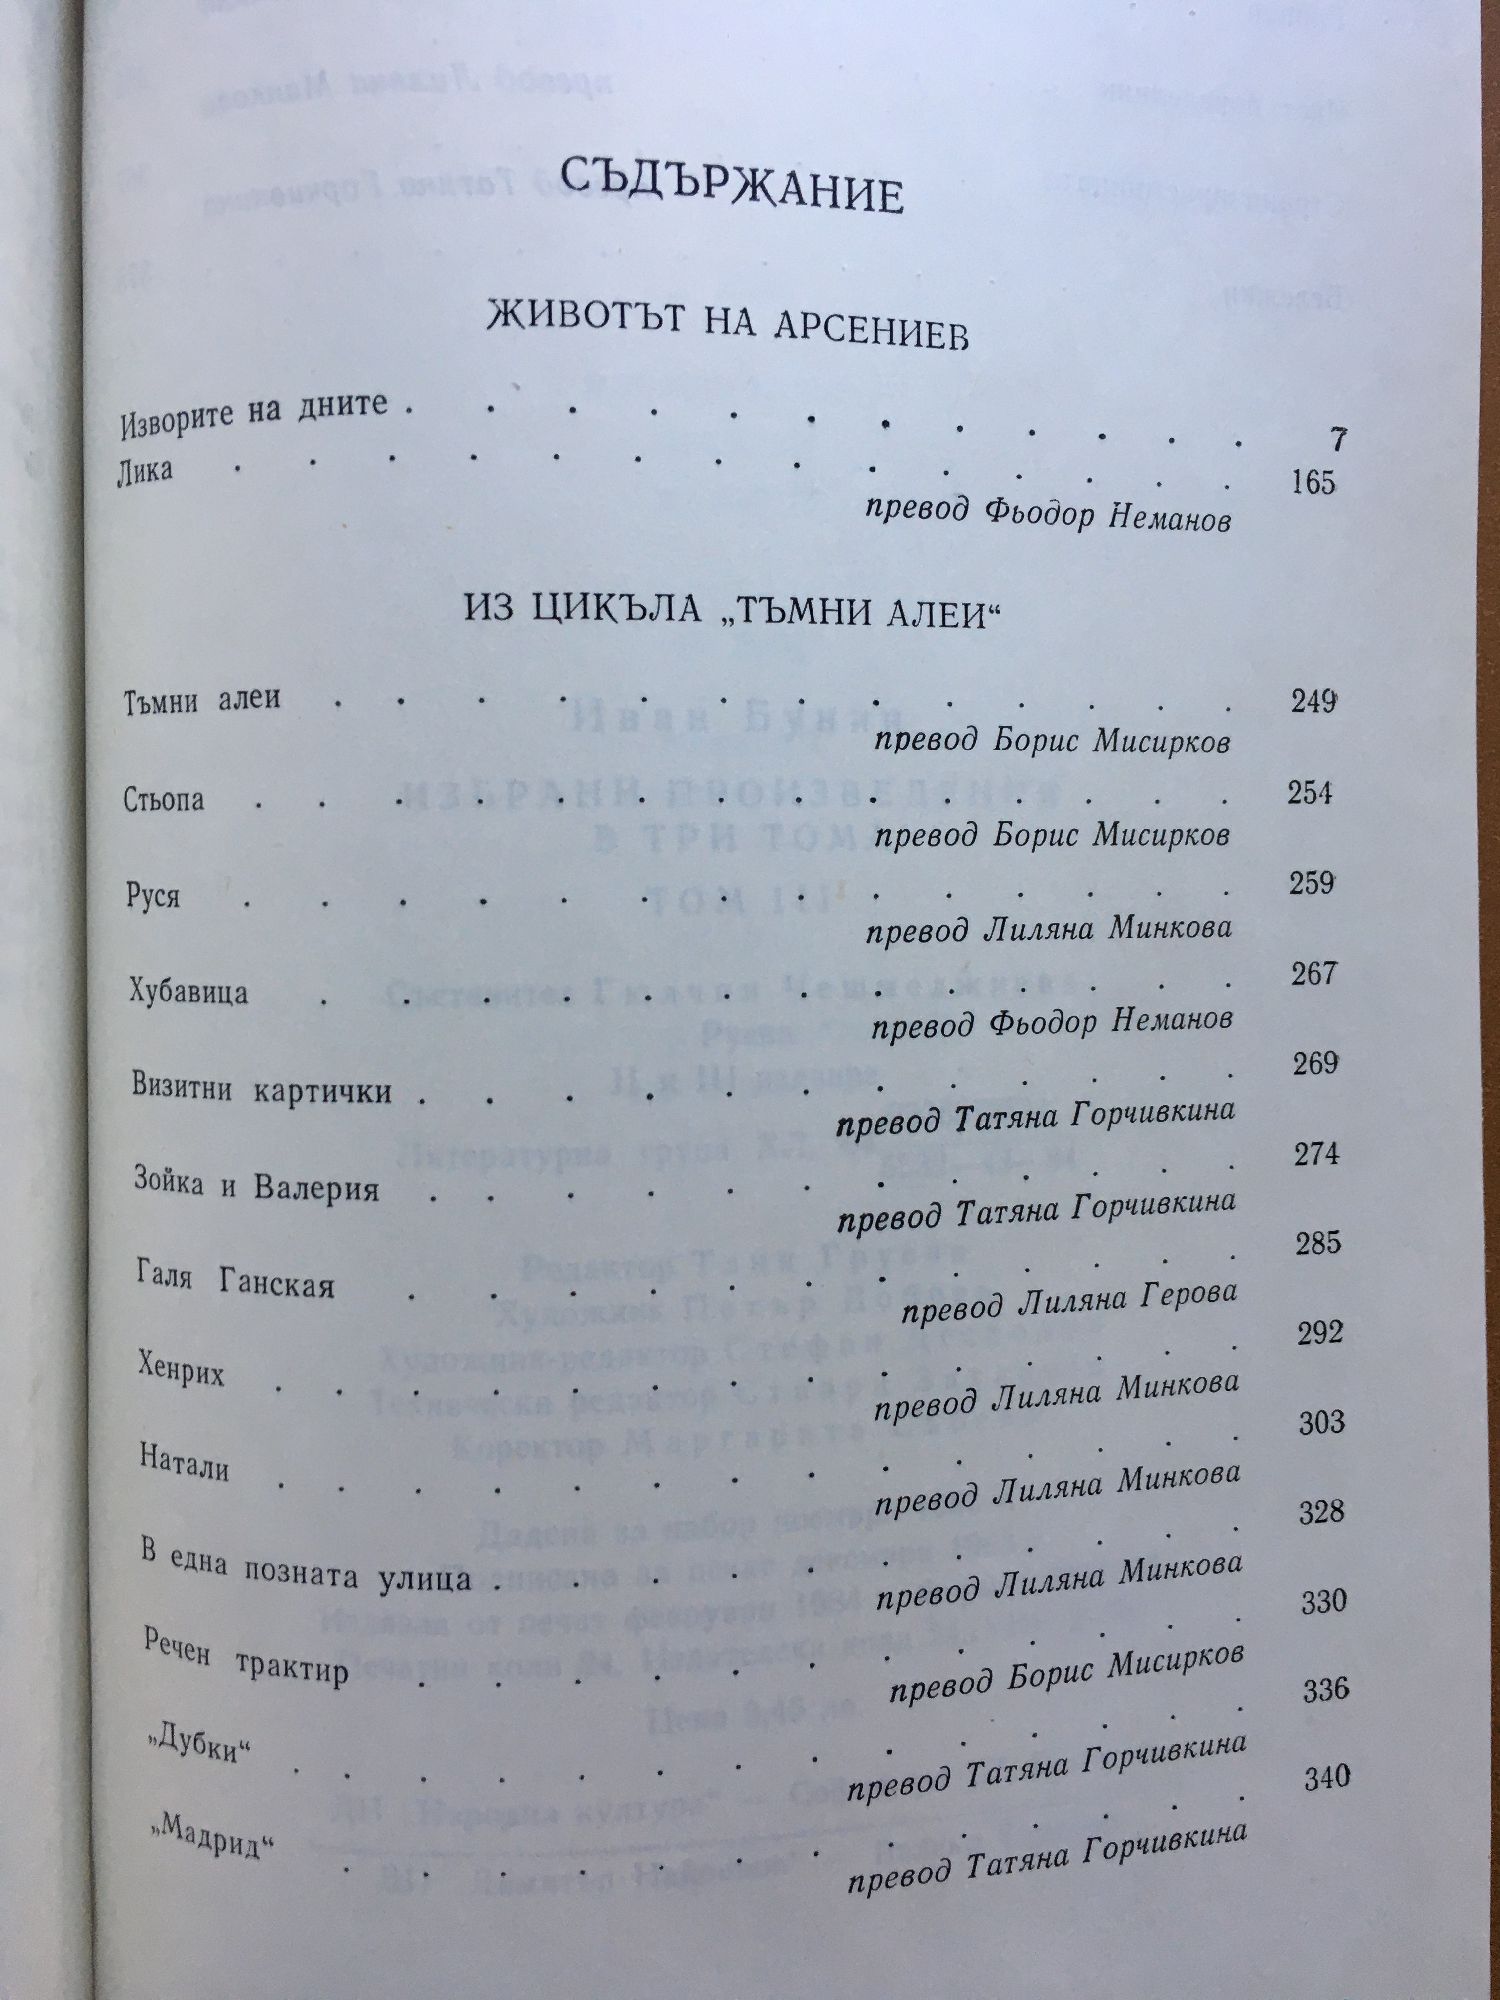 СЪДЪРЖАНИЕ
ЖИВОТЪТ НА АРСЕНИЕВ
Изворите на дните . . . . . . . . . . . . 7
Лика . . . . . . . . . . . . . . 165
превод Фьодор Неманов
ИЗ ЦИКЪЛА „ТЪМНИ АЛЕИ“
Тъмни алеи . . . . . . . . . . . . . 249
превод Борис Мисирков
Стьопа . . . . . . . . . . . . . . 254
превод Борис Мисирков
Руся . . . . . . . . . . . . . . 259
превод Лиляна Минкова
Хубавица . . . . . . . . . . . . . 267
превод Фьодор Неманов
Визитни картички . . . . . . . . . . . 269
превод Татяна Горчивкина
Зойка и Валерия . . . . . . . . . . . 274
превод Татяна Горчивкина
Галя Ганская . . . . . . . . . . . . 285
превод Лиляна Герова
Хенрих . . . . . . . . . . . . . . 292
превод Лиляна Минкова
Натали . . . . . . . . . . . . . . 303
превод Лиляна Минкова
В една позната улица . . . . . . . . . . 328
превод Лиляна Минкова
Речен трактир . . . . . . . . . . . 330
превод Борис Мисирков
„Дубки“ . . . . . . . . . . . . . . 336
превод Татяна Горчивкина
„Мадрид“ . . . . . . . . . . . . . 340
превод Татяна Горчивкина